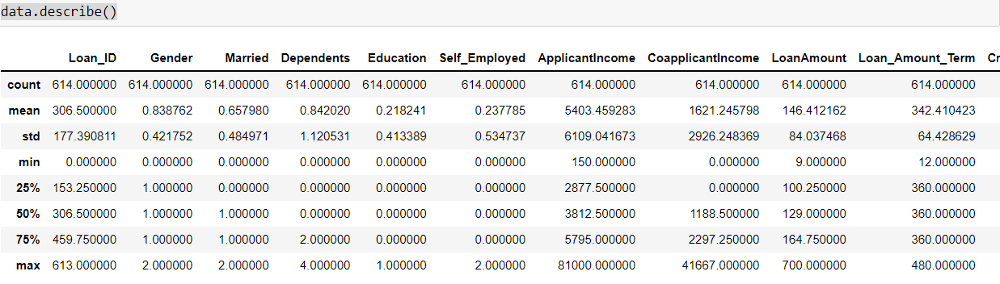 data.describe()
Loan_ID Gender Married Dependents Education Self_Employed ApplicantIncome CoapplicantIncome LoanAmount Loan_Amount_Term Cr
count 614.000000 614.000000 614.000000 614.000000 614.000000 614.000000 614.000000 614.000000 614.000000 614.000000
mean 306.500000 0.838762 0.657980 0.842020 0.218241 0.237785 5403.459283 1621.245798 146.412162 342.410423
std 177.390811 0.421752 0.484971 1.120531 0.413389 0.534737 6109.041673 2926.248369 84.037468 64.428629
min 0.000000 0.000000 0.000000 0.000000 0.000000 0.000000 150.000000 0.000000 9.000000 12.000000
25% 153.250000 1.000000 0.000000 0.000000 0.000000 0.000000 2877.500000 0.000000 100.250000 360.000000
50% 306.500000 1.000000 1.000000 0.000000 0.000000 0.000000 3812.500000 1188.500000 129.000000 360.000000
75% 459.750000 1.000000 1.000000 2.000000 0.000000 0.000000 5795.000000 2297.250000 164.750000 360.000000
max 613.000000 2.000000 2.000000 4.000000 1.000000 2.000000 81000.000000 41667.000000 700.000000 480.000000